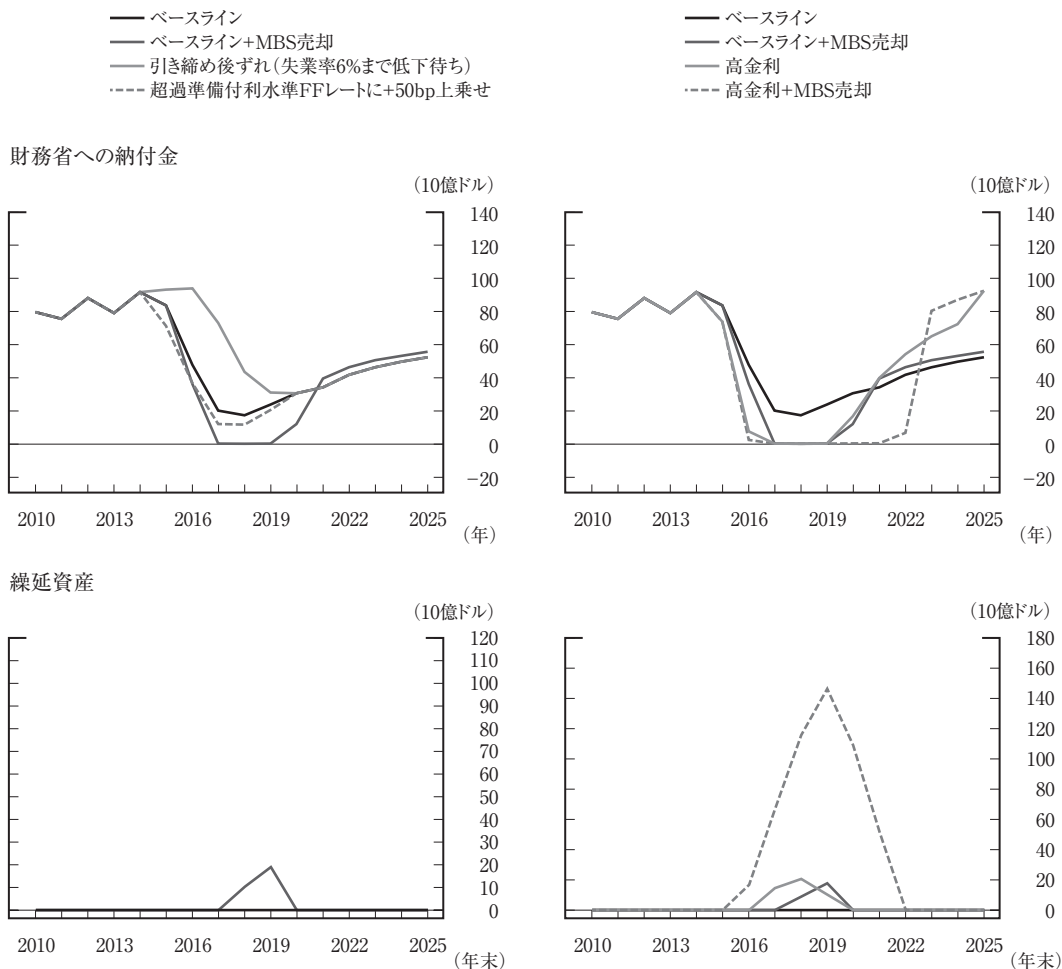 ベースライン
ベースライン+MBS売却
引き締め後ずれ（失業率6%まで低下待ち）
超過準備付利水準FFレートに+50bp上乗せ
ベースライン
ベースライン+MBS売却
高金利
高金利+MBS売却
財務省への納付金
（10億ドル）
140
120
100
80
60
40
20
0
−20
2010 2013 2016 2019 2022 2025
（年）
（10億ドル）
140
120
100
80
60
40
20
0
−20
2010 2013 2016 2019 2022 2025
（年）
繰延資産
（10億ドル）
120
110
100
90
80
70
60
50
40
30
20
10
0
2010 2013 2016 2019 2022 2025
（年末）
（10億ドル）
180
160
140
120
100
80
60
40
20
0
2010 2013 2016 2019 2022 2025
（年末）